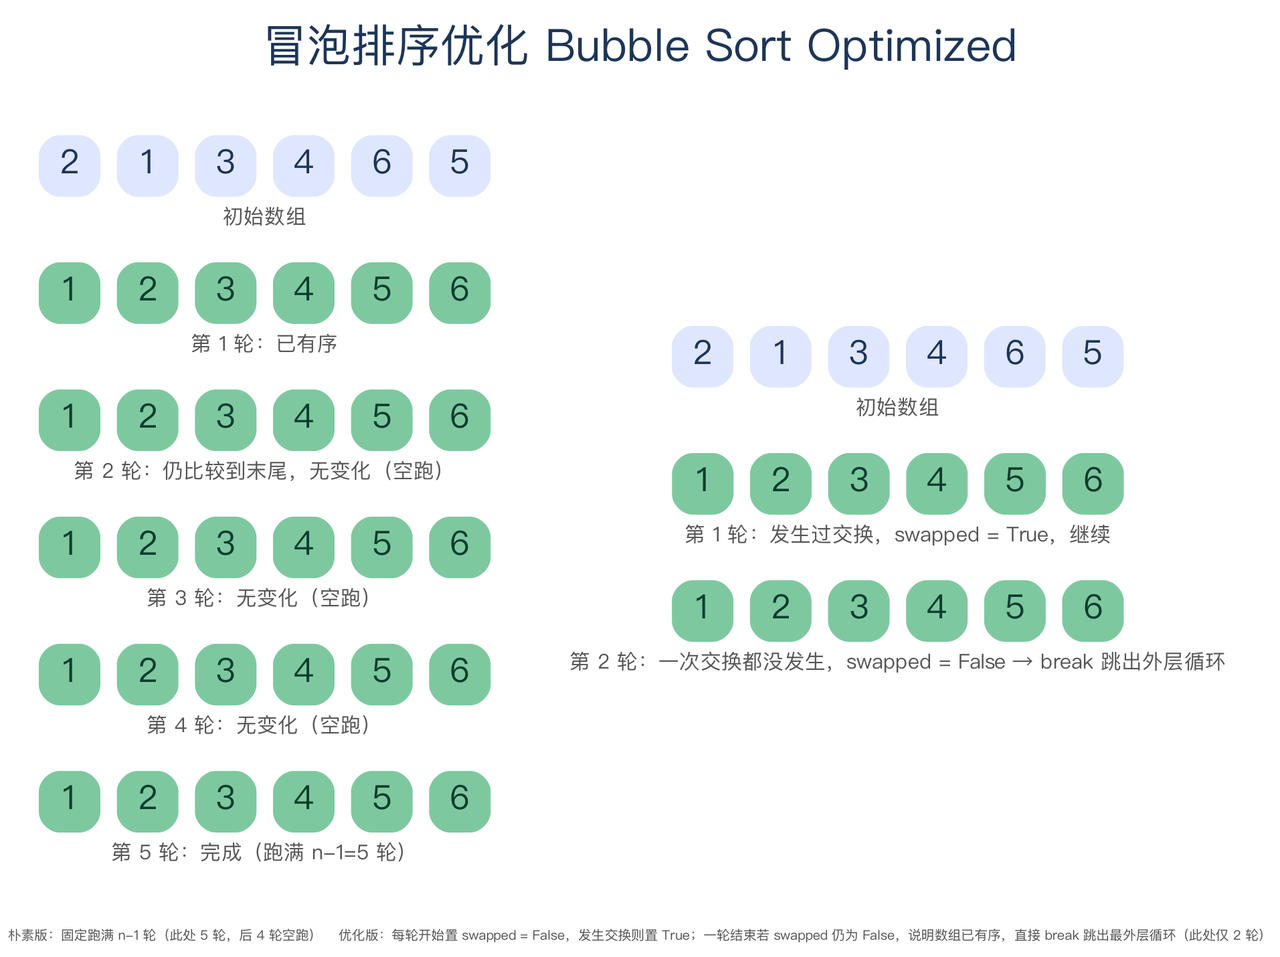 冒泡排序优化 Bubble Sort Optimized
2 1 3 4 6 5
初始数组
1 2 3 4 5 6
第 1 轮：已有序
1 2 3 4 5 6
第 2 轮：仍比较到末尾，无变化（空跑）
1 2 3 4 5 6
第 3 轮：无变化（空跑）
1 2 3 4 5 6
第 4 轮：无变化（空跑）
1 2 3 4 5 6
第 5 轮：完成（跑满 n-1=5 轮）
2 1 3 4 6 5
初始数组
1 2 3 4 5 6
第 1 轮：发生过交换，swapped = True，继续
1 2 3 4 5 6
第 2 轮：一次交换都没发生，swapped = False → break 跳出外层循环
朴素版：固定跑满 n-1 轮（此处 5 轮，后 4 轮空跑） 优化版：每轮开始置 swapped = False，发生交换则置 True；一轮结束若 swapped 仍为 False，说明数组已有序，直接 break 跳出最外层循环（此处仅 2 轮）